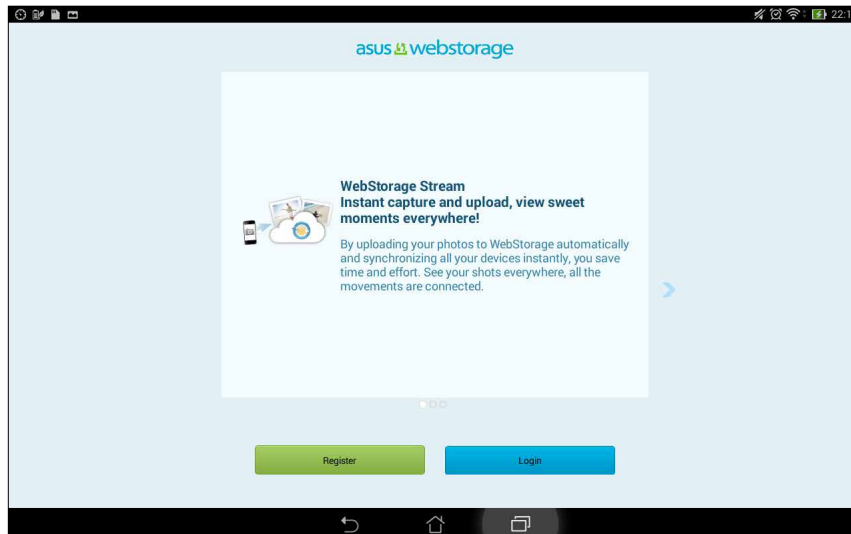 22:1
asus webstorage
WebStorage Stream
Instant capture and upload, view sweet
moments everywhere!
By uploading your photos to WebStorage automatically
and synchronizing all your devices instantly, you save
time and effort. See your shots everywhere, all the
movements are connected.
Register
Login